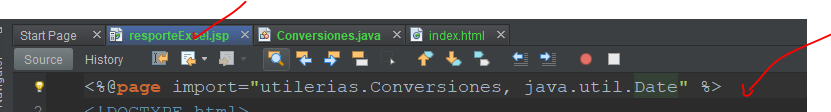 Start Page
resporteExcel.jsp
Conversiones.java
index.html
Source
History
Navigator
<%@page import="utilerias.Conversiones, java.util.Date" %>
<!DOCTYPE html>